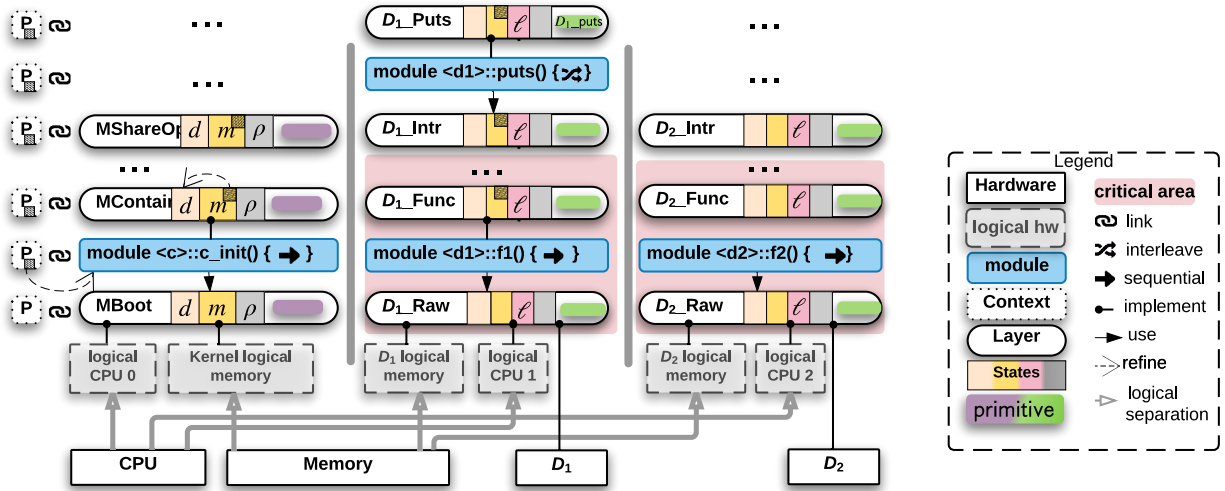 P
...
D₁_Puts
ℓ
D₁_puts
...
module <d1>::puts() { }
P
...
...
P
MShareOp
d
m
ρ
D₁_Intr
ℓ
D₂_Intr
ℓ
...
...
...
P
MContain
d
m
ρ
D₁_Func
ℓ
D₂_Func
ℓ
P
module <c>::c_init() { }
module <d1>::f1() { }
module <d2>::f2() { }
P
MBoot
d
m
ρ
D₁_Raw
ℓ
D₂_Raw
ℓ
logical
CPU 0
Kernel logical
memory
D₁ logical
memory
logical
CPU 1
D₂ logical
memory
logical
CPU 2
CPU
Memory
D₁
D₂
Legend
Hardware
critical area
logical hw
link
interleave
module
sequential
Context
implement
Layer
use
States
refine
primitive
logical
separation